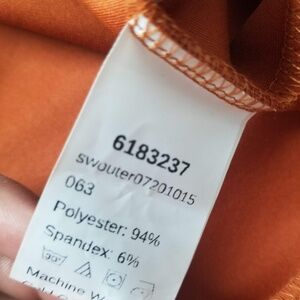 6183237
swouter07201015
063
Polyester: 94%
Spandex: 6%
Machine